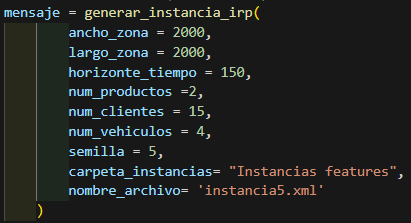 mensaje = generar_instancia_irp(
ancho_zona = 2000,
largo_zona = 2000,
horizonte_tiempo = 150,
num_productos =2,
num_clientes = 15,
num_vehiculos = 4,
semilla = 5,
carpeta_instancias= "Instancias features",
nombre_archivo= 'instancia5.xml'
)